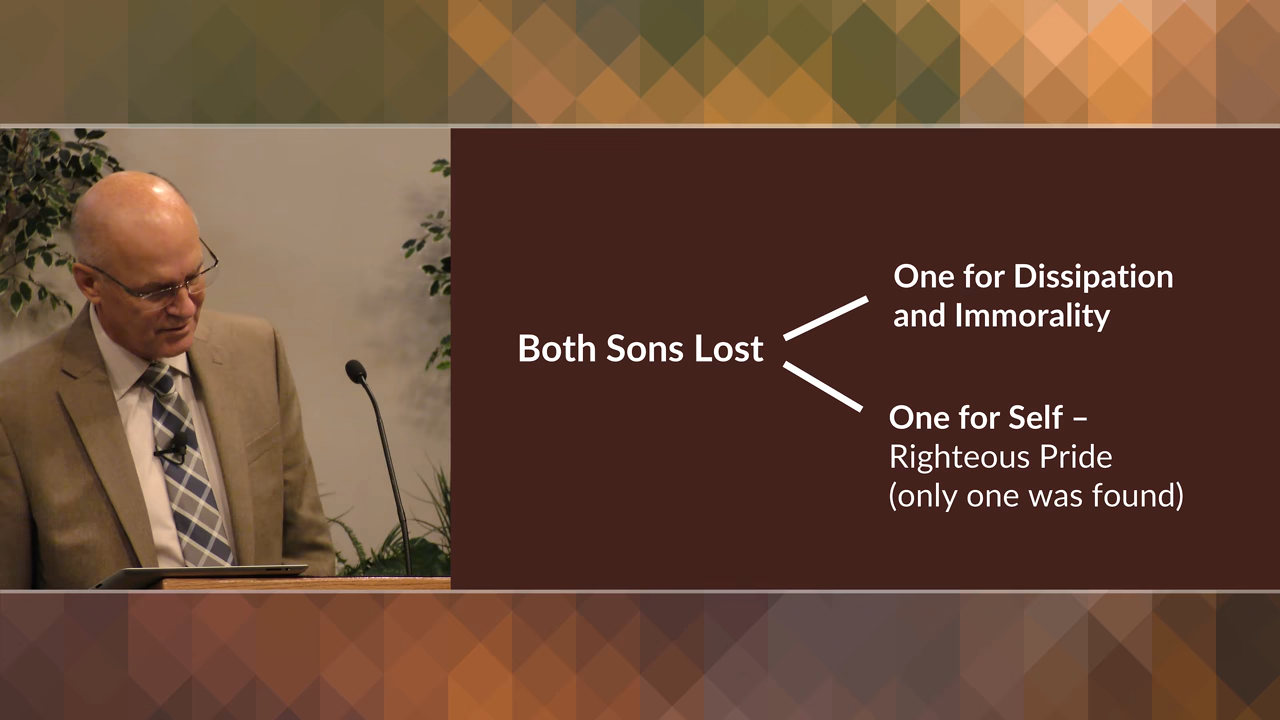 Both Sons Lost
One for Dissipation
and Immorality
One for Self –
Righteous Pride
(only one was found)